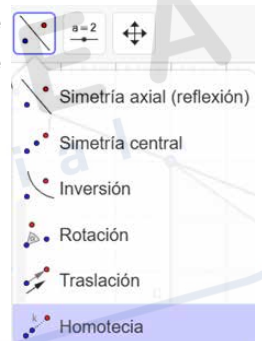 a=2
Simetría axial (reflexión)
Simetría central
Inversión
Rotación
Traslación
Homotecia